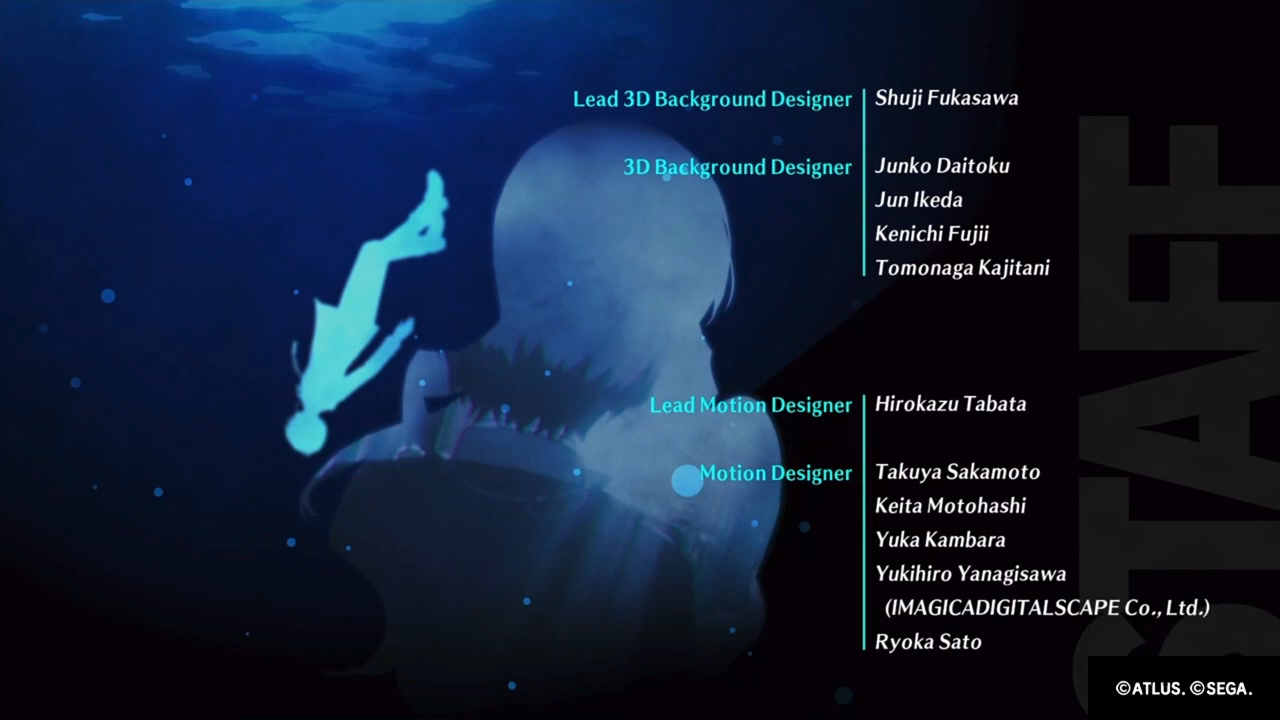 Lead 3D Background Designer Shuji Fukasawa
3D Background Designer Junko Daitoku
Jun Ikeda
Kenichi Fujii
Tomonaga Kajitani
Lead Motion Designer Hirokazu Tabata
Motion Designer Takuya Sakamoto
Keita Motohashi
Yuka Kambara
Yukihiro Yanagisawa
(IMAGICADIGITALSCAPE Co., Ltd.)
Ryoka Sato
STAFF
©ATLUS. ©SEGA.